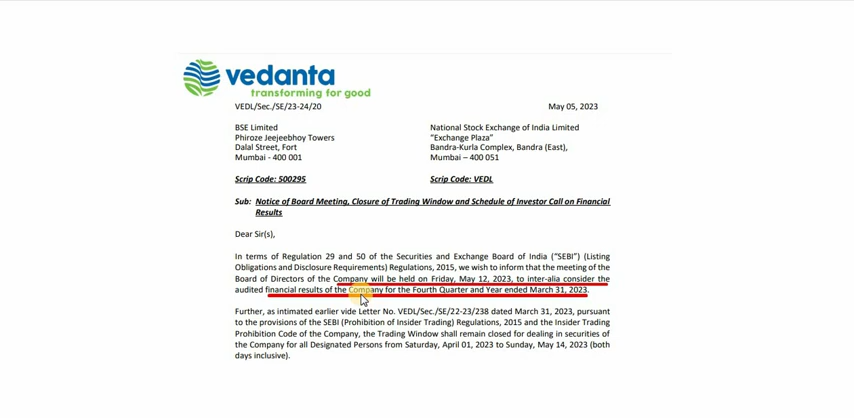 vedanta
transforming for good
VEDL/Sec./SE/23-24/20 May 05, 2023
BSE Limited National Stock Exchange of India Limited
Phiroze Jeejeebhoy Towers “Exchange Plaza”
Dalal Street, Fort Bandra-Kurla Complex, Bandra (East),
Mumbai - 400 001 Mumbai – 400 051
Scrip Code: 500295 Scrip Code: VEDL
Sub: Notice of Board Meeting, Closure of Trading Window and Schedule of Investor Call on Financial
Results
Dear Sir(s),
In terms of Regulation 29 and 50 of the Securities and Exchange Board of India (“SEBI”) (Listing
Obligations and Disclosure Requirements) Regulations, 2015, we wish to inform that the meeting of the
Board of Directors of the Company will be held on Friday, May 12, 2023, to inter-alia consider the
audited financial results of the Company for the Fourth Quarter and Year ended March 31, 2023.
Further, as intimated earlier vide Letter No. VEDL/Sec./SE/22-23/238 dated March 31, 2023, pursuant
to the provisions of the SEBI (Prohibition of Insider Trading) Regulations, 2015 and the Insider Trading
Prohibition Code of the Company, the Trading Window shall remain closed for dealing in securities of
the Company for all Designated Persons from Saturday, April 01, 2023 to Sunday, May 14, 2023 (both
days inclusive).